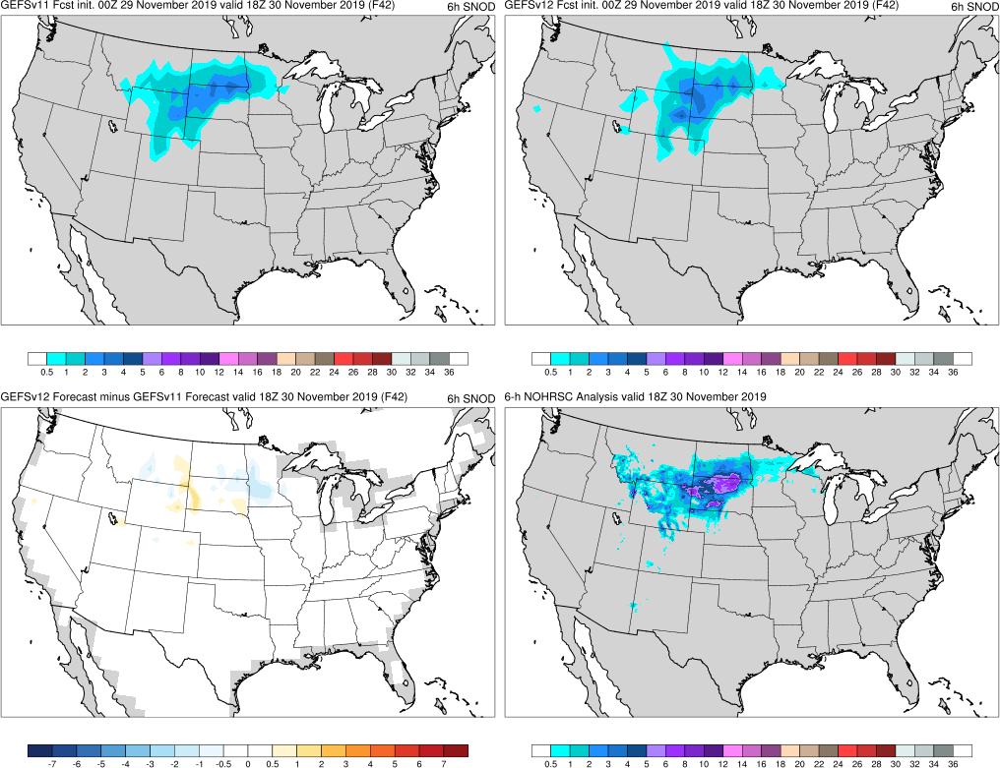 GEFSv11 Fcst init. 00Z 29 November 2019 valid 18Z 30 November 2019 (F42) 6h SNOD
GEFSv12 Fcst init. 00Z 29 November 2019 valid 18Z 30 November 2019 (F42) 6h SNOD
0.5 1 2 3 4 5 6 8 10 12 14 16 18 20 22 24 26 28 30 32 34 36
0.5 1 2 3 4 5 6 8 10 12 14 16 18 20 22 24 26 28 30 32 34 36
GEFSv12 Forecast minus GEFSv11 Forecast valid 18Z 30 November 2019 (F42) 6h SNOD
6-h NOHRSC Analysis valid 18Z 30 November 2019
-7 -6 -5 -4 -3 -2 -1 -0.5 0 0.5 1 2 3 4 5 6 7
0.5 1 2 3 4 5 6 8 10 12 14 16 18 20 22 24 26 28 30 32 34 36